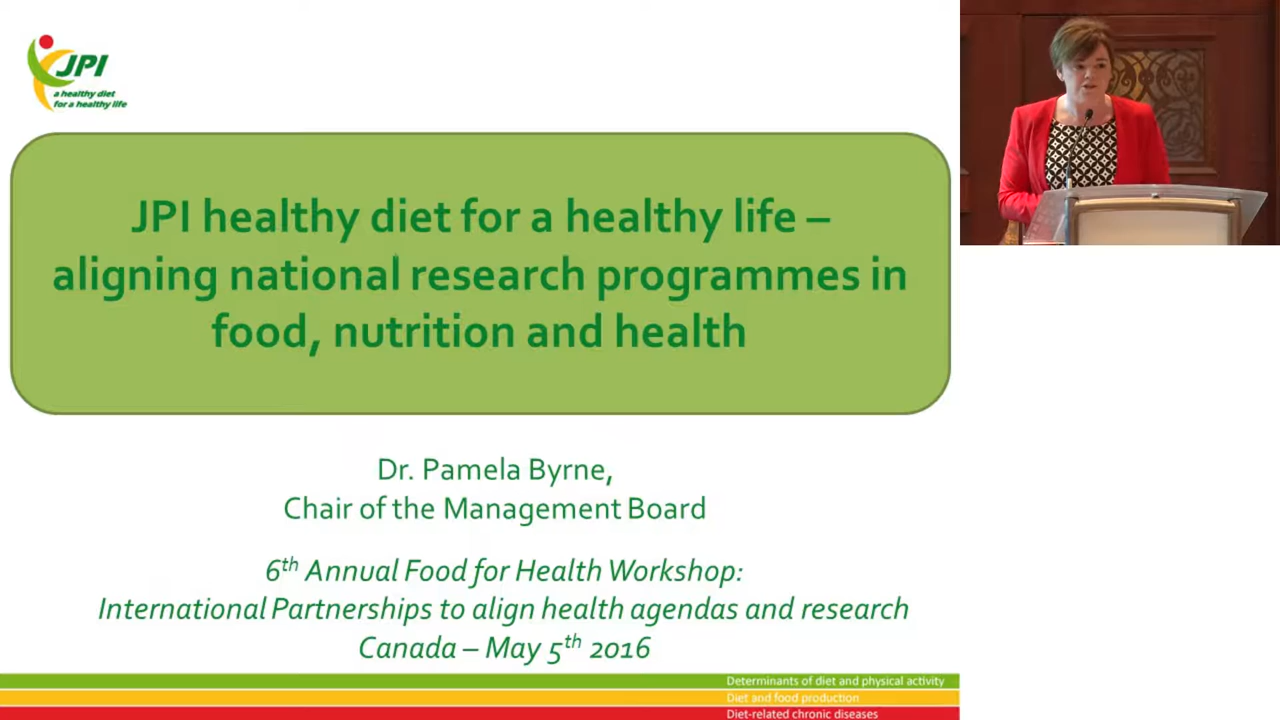 JPI
a healthy diet
for a healthy life
JPI healthy diet for a healthy life –
aligning national research programmes in
food, nutrition and health
Dr. Pamela Byrne,
Chair of the Management Board
6th Annual Food for Health Workshop:
International Partnerships to align health agendas and research
Canada – May 5th 2016
Determinants of diet and physical activity
Diet and food production
Diet-related chronic diseases